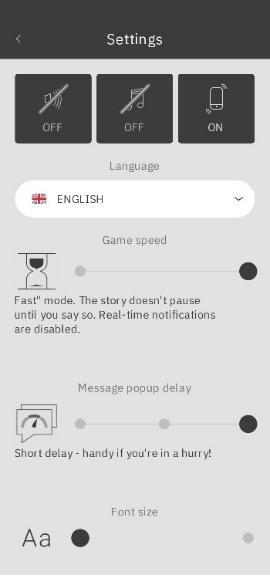 Settings
OFF
OFF
ON
Language
ENGLISH
Game speed
Fast" mode. The story doesn't pause
until you say so. Real-time notifications
are disabled.
Message popup delay
Short delay - handy if you're in a hurry!
Font size
Aa